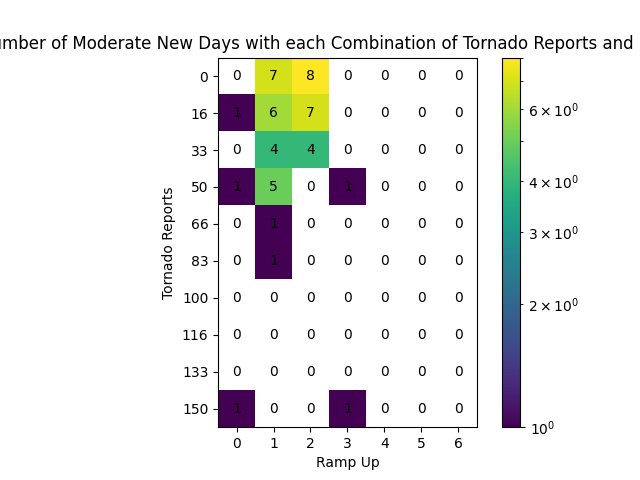 mber of Moderate New Days with each Combination of Tornado Reports and
0 0 7 8 0 0 0 0
16 1 6 7 0 0 0 0
33 0 4 4 0 0 0 0
50 1 5 0 1 0 0 0
66 0 1 0 0 0 0 0
83 0 1 0 0 0 0 0
100 0 0 0 0 0 0 0
116 0 0 0 0 0 0 0
133 0 0 0 0 0 0 0
150 1 0 0 1 0 0 0
0 1 2 3 4 5 6
Ramp Up
Tornado Reports
6 × 10⁰
4 × 10⁰
3 × 10⁰
2 × 10⁰
10⁰